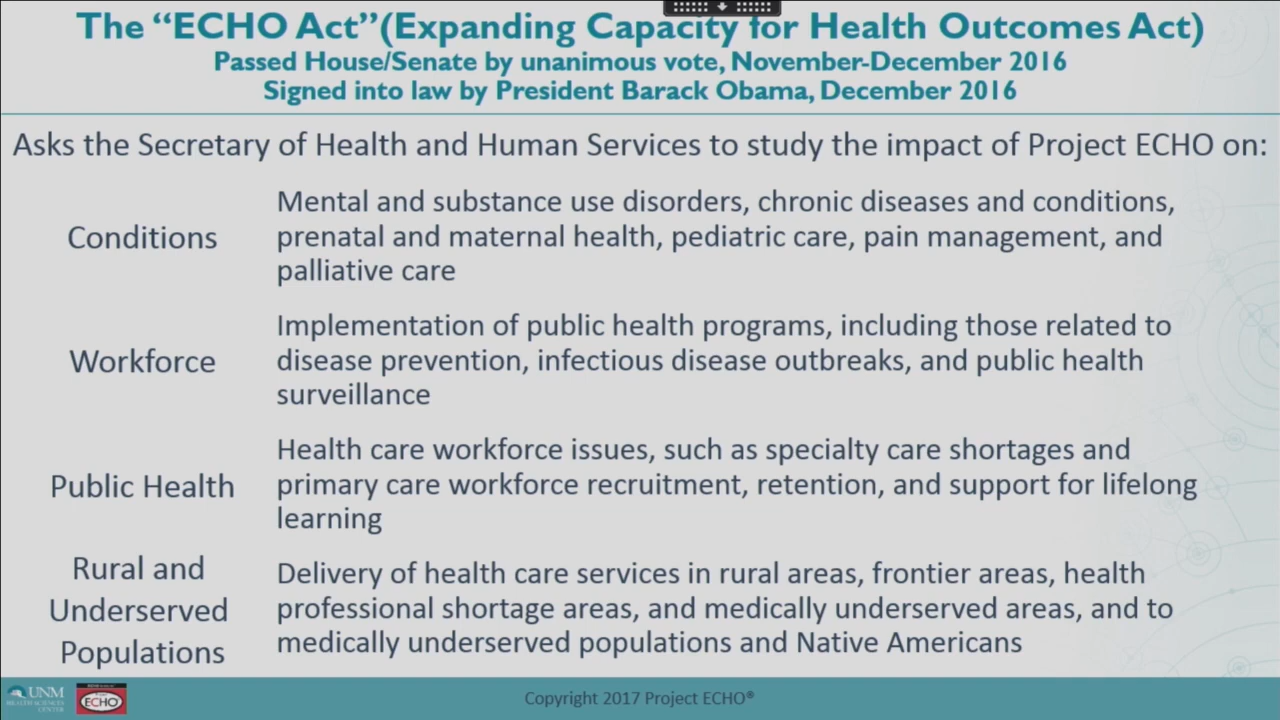 The “ECHO Act”(Expanding Capacity for Health Outcomes Act)
Passed House/Senate by unanimous vote, November-December 2016
Signed into law by President Barack Obama, December 2016
Asks the Secretary of Health and Human Services to study the impact of Project ECHO on:
Conditions
Mental and substance use disorders, chronic diseases and conditions,
prenatal and maternal health, pediatric care, pain management, and
palliative care
Workforce
Implementation of public health programs, including those related to
disease prevention, infectious disease outbreaks, and public health
surveillance
Public Health
Health care workforce issues, such as specialty care shortages and
primary care workforce recruitment, retention, and support for lifelong
learning
Rural and
Underserved
Populations
Delivery of health care services in rural areas, frontier areas, health
professional shortage areas, and medically underserved areas, and to
medically underserved populations and Native Americans
UNM
HEALTH SCIENCES
CENTER
ECHO
Copyright 2017 Project ECHO®